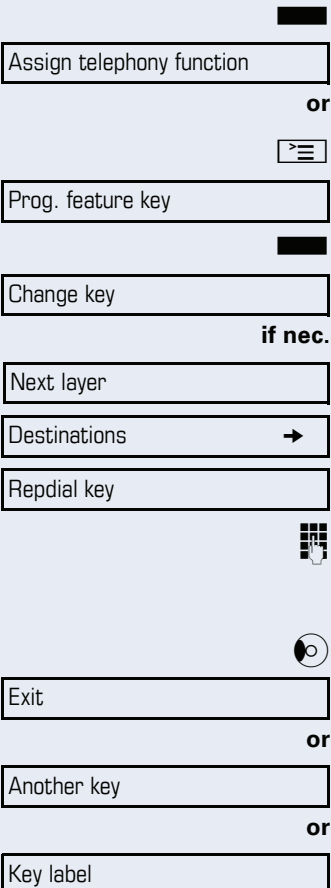 Assign telephony function
or
Prog. feature key
Change key
if nec.
Next layer
Destinations →
Repdial key
Exit
or
Another key
or
Key label